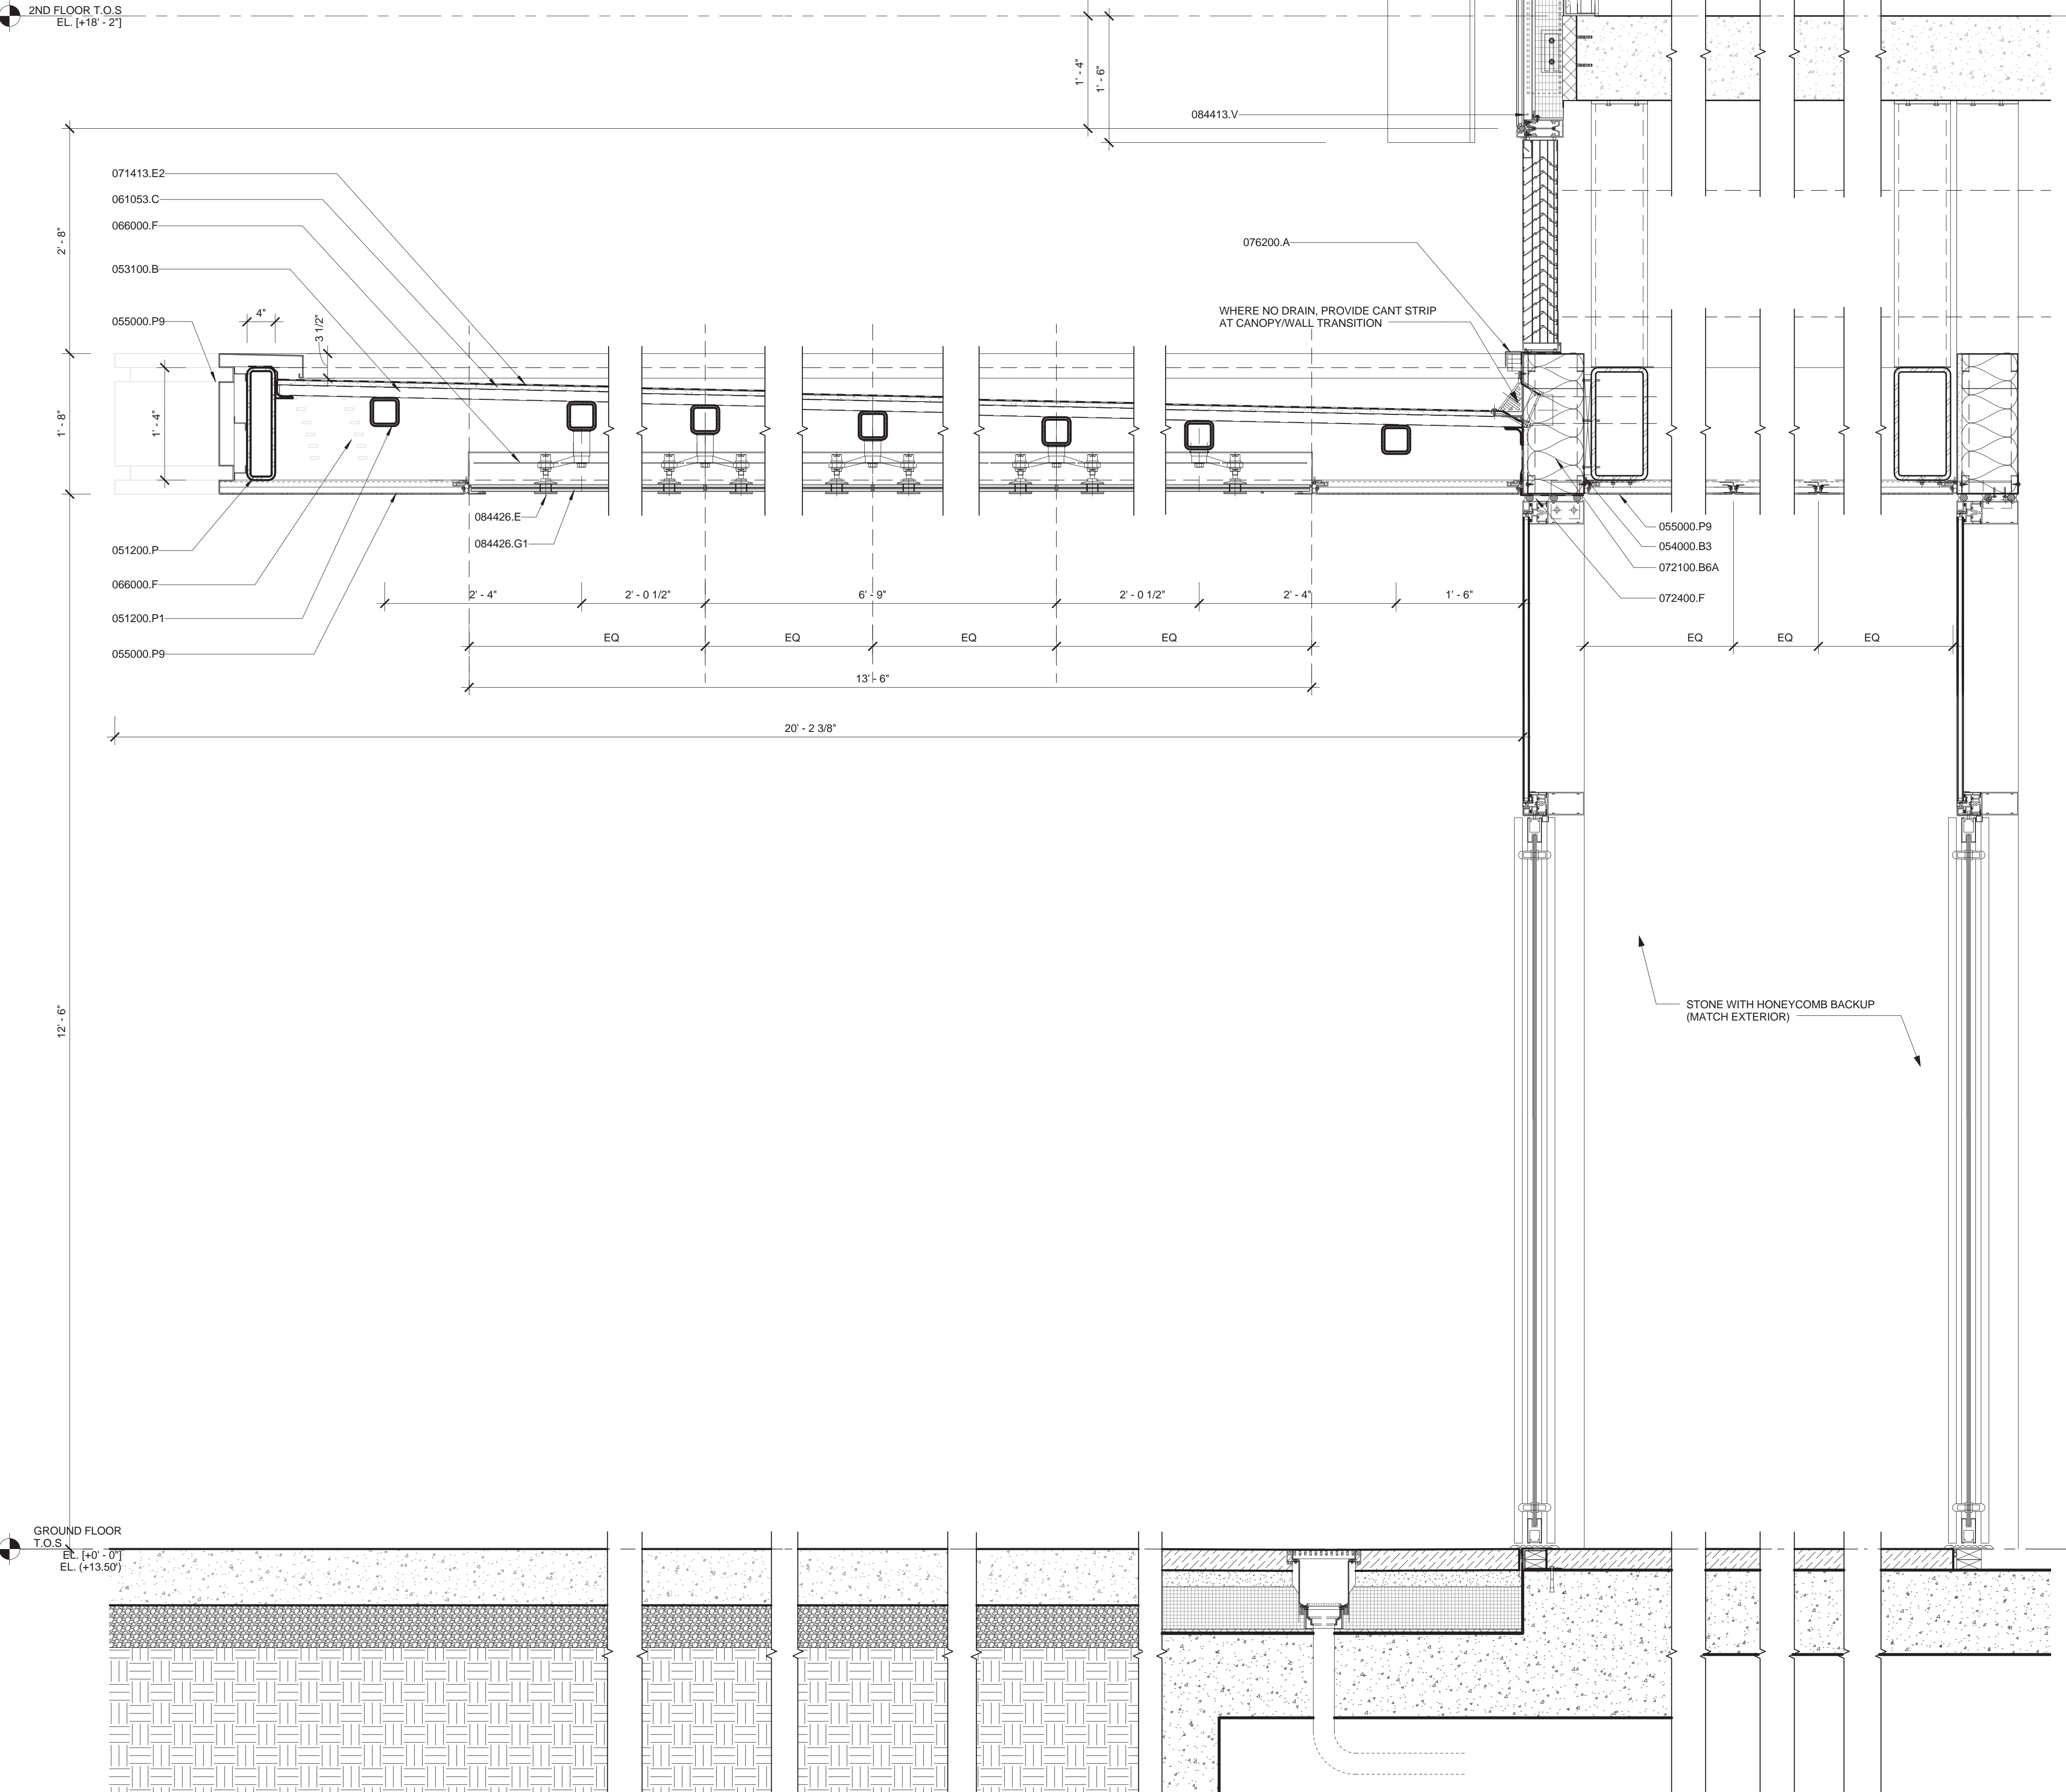 2ND FLOOR T.O.S
EL. [+18' - 2"]
1' - 4"
1' - 6"
084413.V
071413.E2
061053.C
066000.F
053100.B
055000.P9
2' - 8"
4"
3 1/2"
076200.A
WHERE NO DRAIN, PROVIDE CANT STRIP
AT CANOPY/WALL TRANSITION
1' - 8"
1' - 4"
084426.E
084426.G1
051200.P
066000.F
051200.P1
055000.P9
055000.P9
054000.B3
072100.B6A
072400.F
2' - 4"
2' - 0 1/2"
6' - 9"
2' - 0 1/2"
2' - 4"
1' - 6"
EQ
EQ
EQ
EQ
EQ
EQ
EQ
13' - 6"
20' - 2 3/8"
12' - 6"
STONE WITH HONEYCOMB BACKUP
(MATCH EXTERIOR)
GROUND FLOOR
T.O.S
EL. [+0' - 0"]
EL. (+13.50')